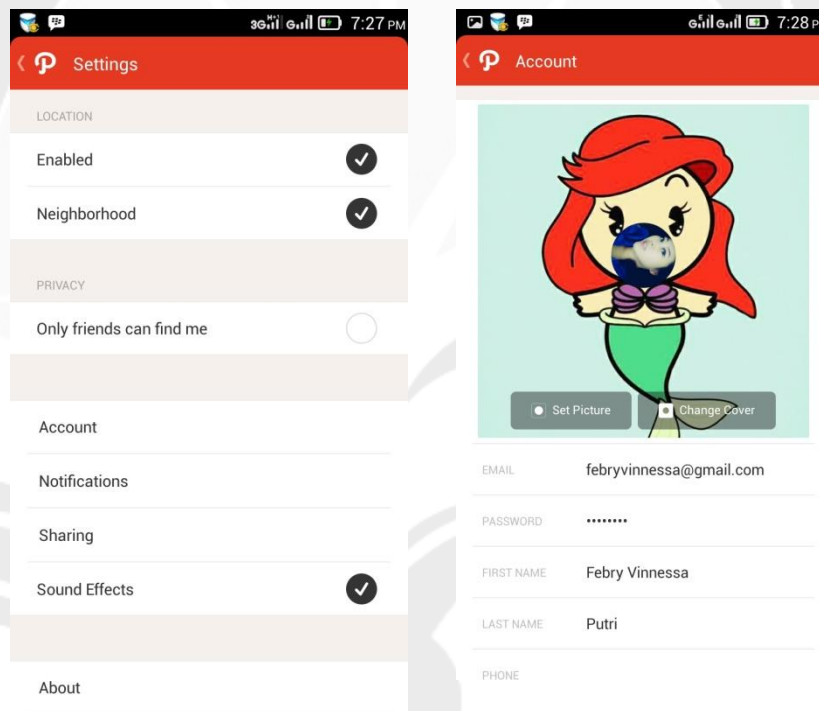 3G H G 7:27 PM
Settings
LOCATION
Enabled
Neighborhood
PRIVACY
Only friends can find me
Account
Notifications
Sharing
Sound Effects
About
G E G 7:28 P
Account
Set Picture
Change Cover
EMAIL febryvinnessa@gmail.com
PASSWORD ••••••••
FIRST NAME Febry Vinnessa
LAST NAME Putri
PHONE